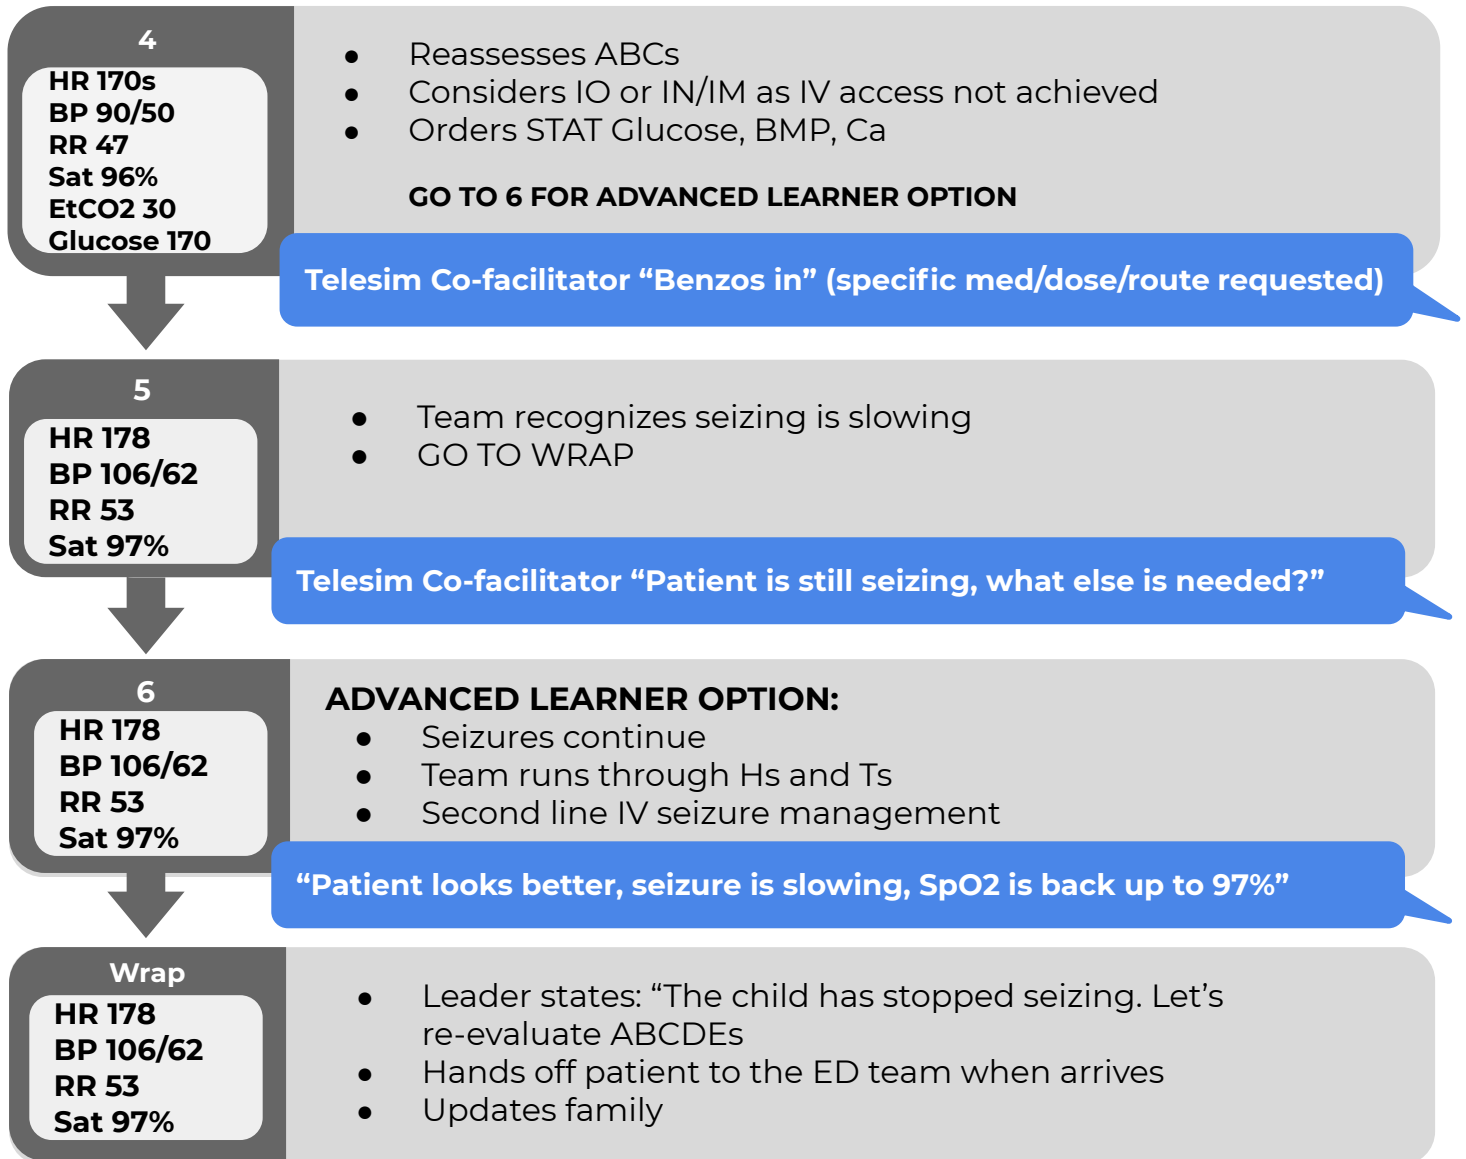 4
HR 170s
BP 90/50
RR 47
Sat 96%
EtCO2 30
Glucose 170
● Reassesses ABCs
● Considers IO or IN/IM as IV access not achieved
● Orders STAT Glucose, BMP, Ca
GO TO 6 FOR ADVANCED LEARNER OPTION
Telesim Co-facilitator “Benzos in” (specific med/dose/route requested)
5
HR 178
BP 106/62
RR 53
Sat 97%
● Team recognizes seizing is slowing
● GO TO WRAP
Telesim Co-facilitator “Patient is still seizing, what else is needed?”
6
HR 178
BP 106/62
RR 53
Sat 97%
ADVANCED LEARNER OPTION:
● Seizures continue
● Team runs through Hs and Ts
● Second line IV seizure management
“Patient looks better, seizure is slowing, SpO2 is back up to 97%”
Wrap
HR 178
BP 106/62
RR 53
Sat 97%
● Leader states: “The child has stopped seizing. Let’s
re-evaluate ABCDEs
● Hands off patient to the ED team when arrives
● Updates family